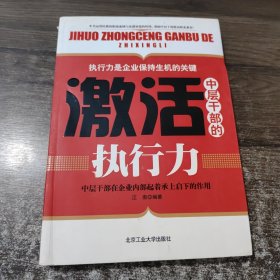 JIHUO ZHONGCENG GANBU DE
ZHIXINGLI
执行力是企业保持生机的关键
激活
中层干部的
执行力
中层干部在企业内部起着承上启下的作用
编著
北京工业大学出版社